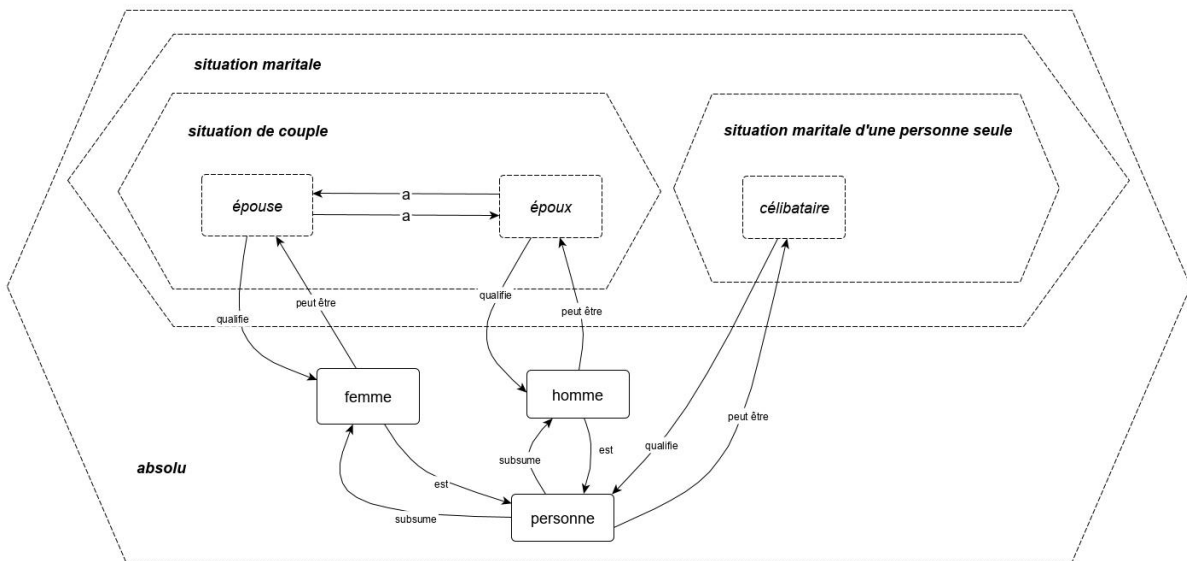 situation maritale
situation de couple
situation maritale d'une personne seule
épouse
a
a
époux
célibataire
qualifie
peut être
qualifie
peut être
femme
homme
peut être
qualifie
absolu
est
subsume
est
subsume
personne